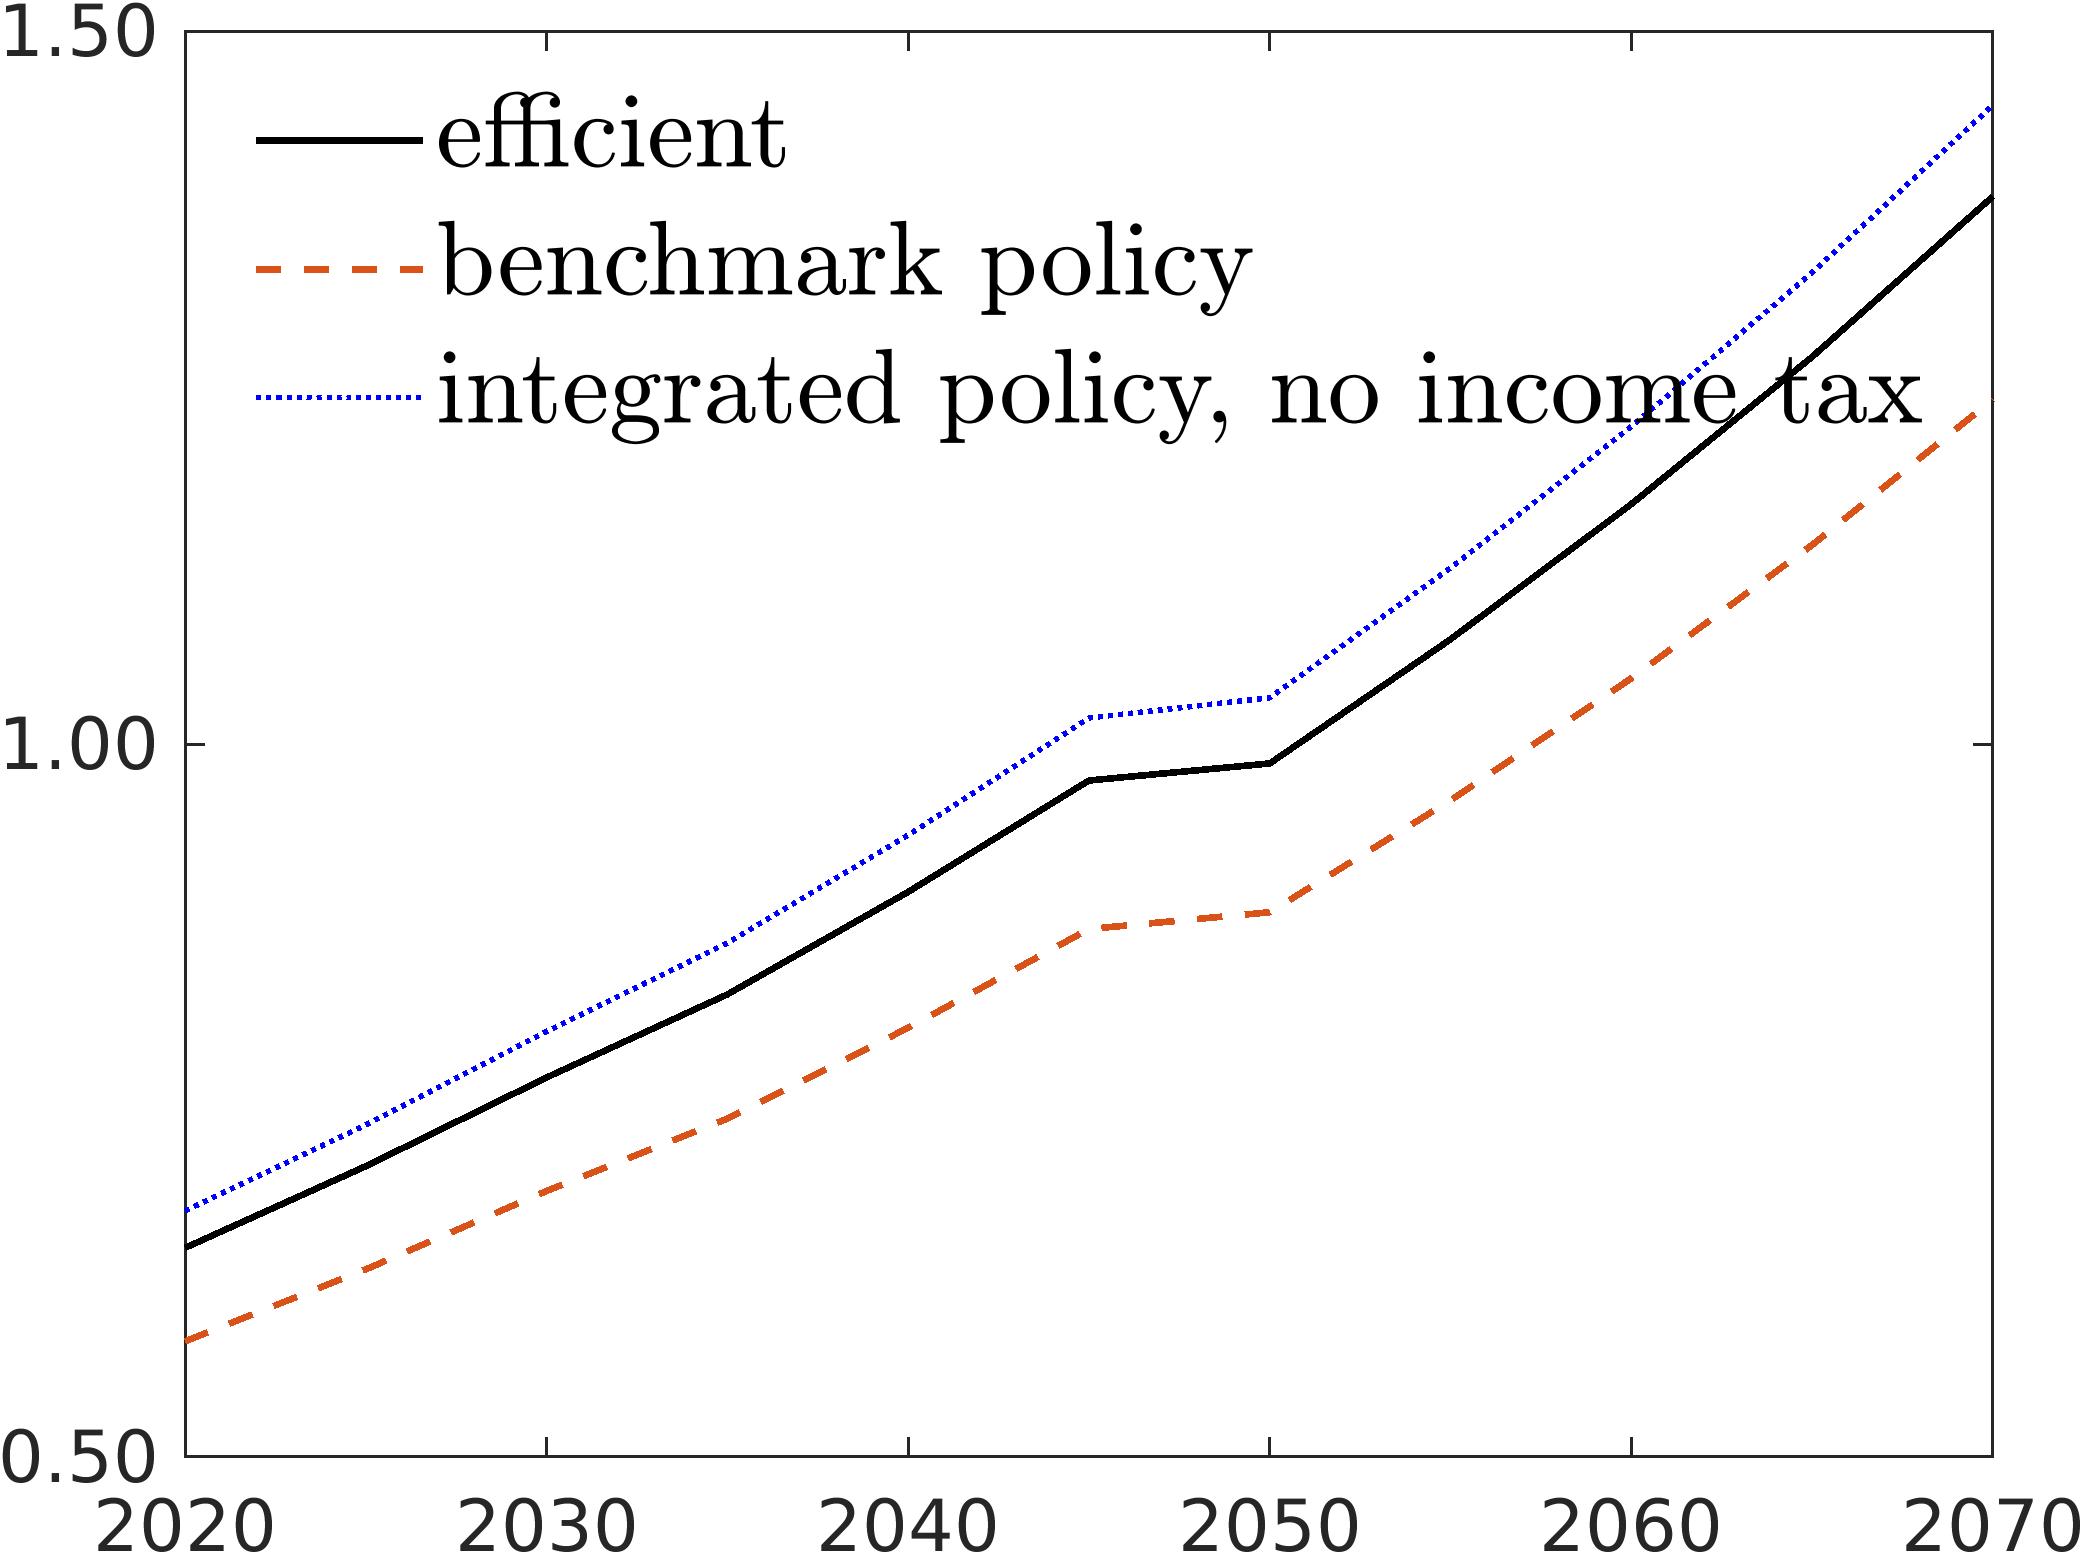 1.50
efficient
benchmark policy
integrated policy, no income tax
1.00
0.50
2020 2030 2040 2050 2060 2070